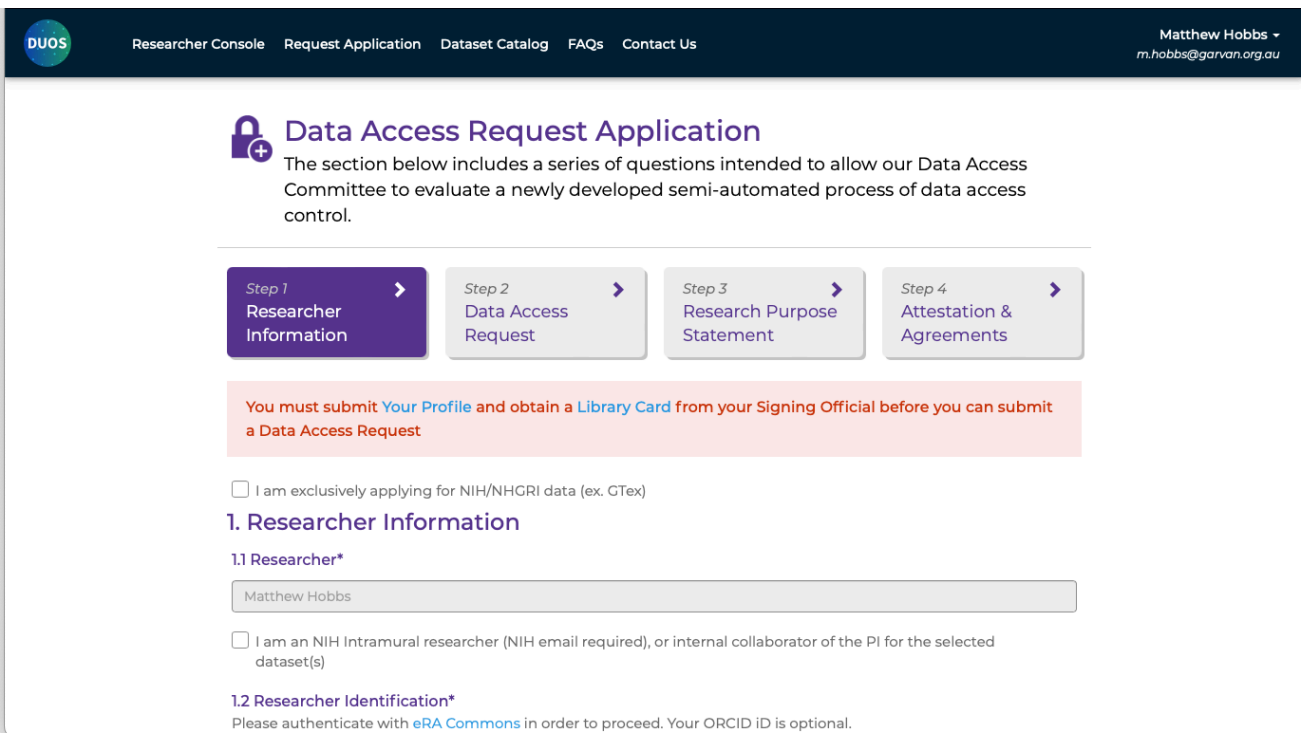 DUOS
Researcher Console Request Application Dataset Catalog FAQs Contact Us
Matthew Hobbs
m.hobbs@garvan.org.au
Data Access Request Application
The section below includes a series of questions intended to allow our Data Access
Committee to evaluate a newly developed semi-automated process of data access
control.
Step 1
Researcher
Information
Step 2
Data Access
Request
Step 3
Research Purpose
Statement
Step 4
Attestation &
Agreements
You must submit Your Profile and obtain a Library Card from your Signing Official before you can submit
a Data Access Request
I am exclusively applying for NIH/NHGRI data (ex. GTex)
1. Researcher Information
1.1 Researcher*
Matthew Hobbs
I am an NIH Intramural researcher (NIH email required), or internal collaborator of the PI for the selected
dataset(s)
1.2 Researcher Identification*
Please authenticate with eRA Commons in order to proceed. Your ORCID iD is optional.